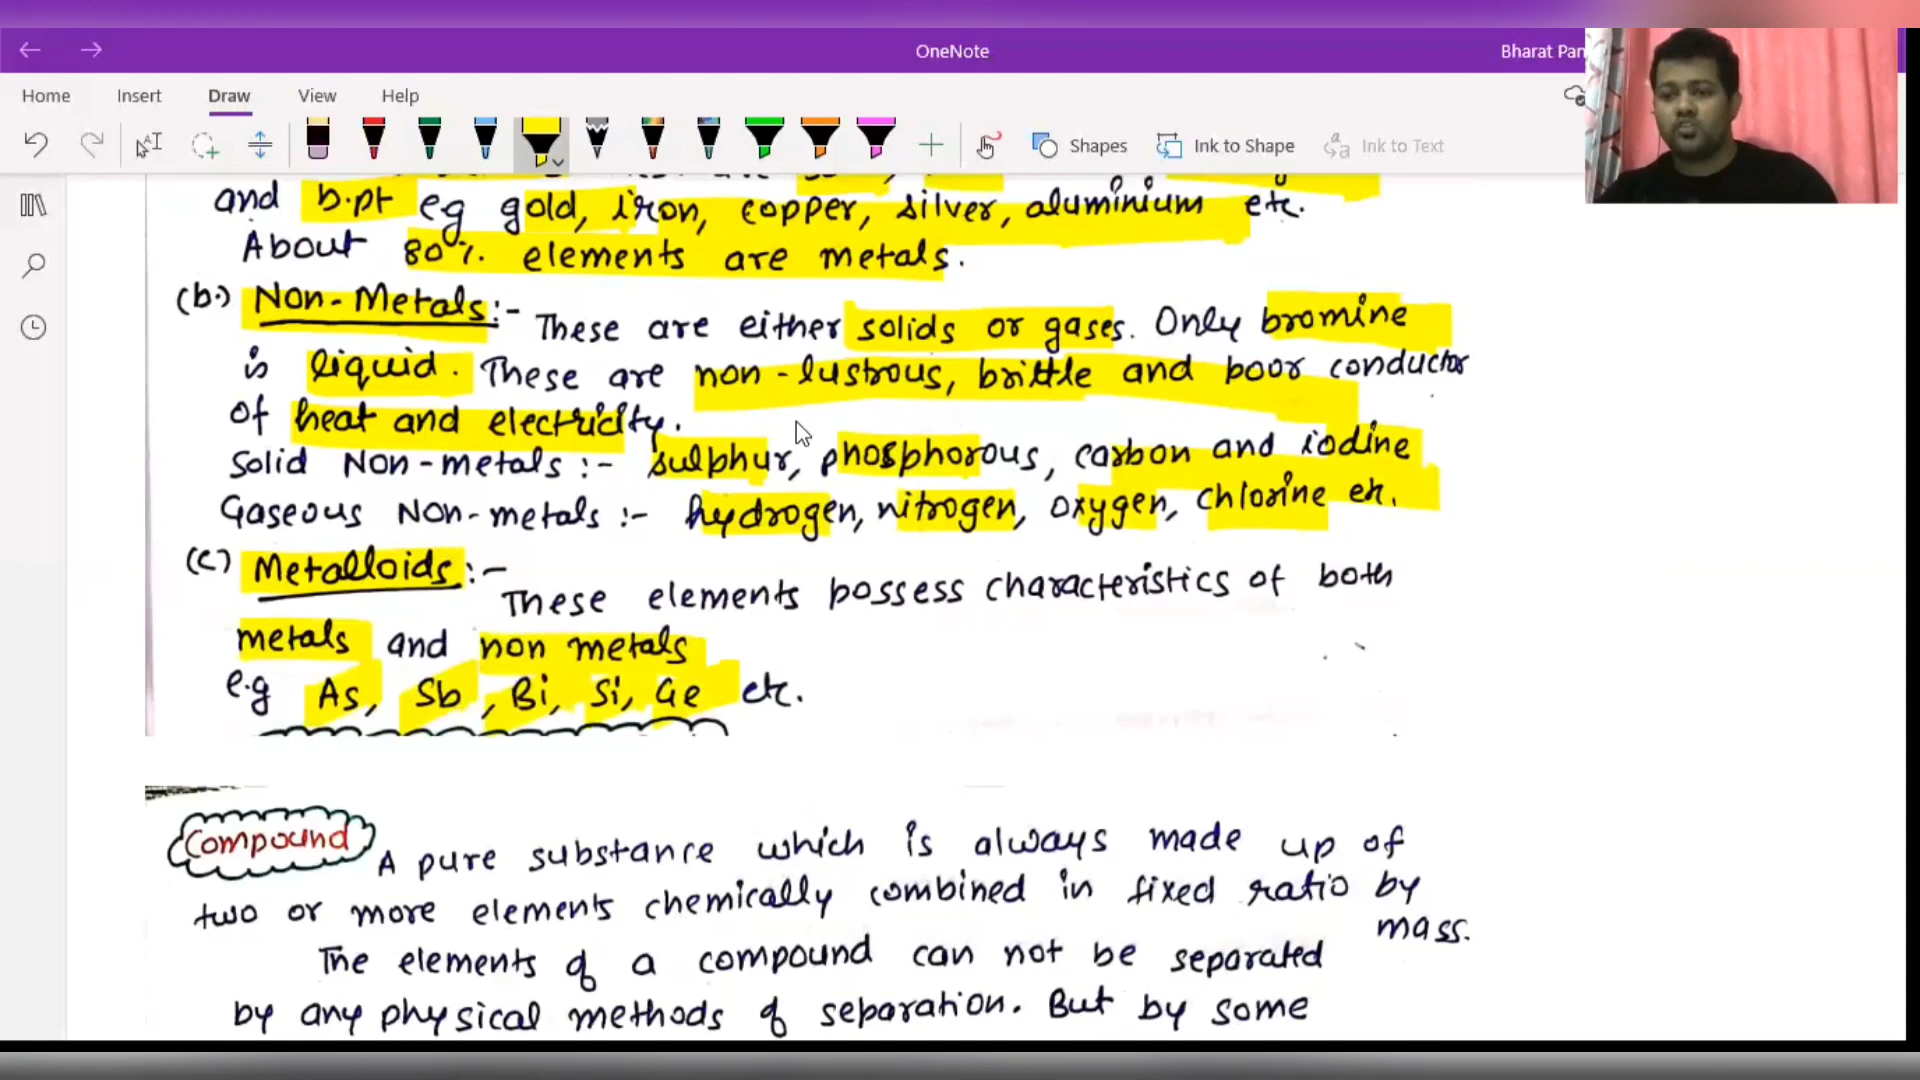 OneNote
Bharat Pan
Home Insert Draw View Help
Shapes Ink to Shape Ink to Text
and b.pt eg gold, iron, copper, silver, aluminium etc.
About 80%. elements are metals.
(b.) Non-Metals:- These are either solids or gases. Only bromine
is liquid. These are non-lustrous, brittle and poor conductor
of heat and electricity.
Solid Non-metals :- sulphur, phosphorous, carbon and iodine
Gaseous Non-metals :- hydrogen, nitrogen, oxygen, chlorine etc.
(c) Metalloids:-
These elements possess characteristics of both
metals and non metals
e.g As, Sb, Bi, Si, Ge etc.
Compound
A pure substance which is always made up of
two or more elements chemically combined in fixed ratio by
mass.
The elements of a compound can not be separated
by any physical methods of separation. But by some